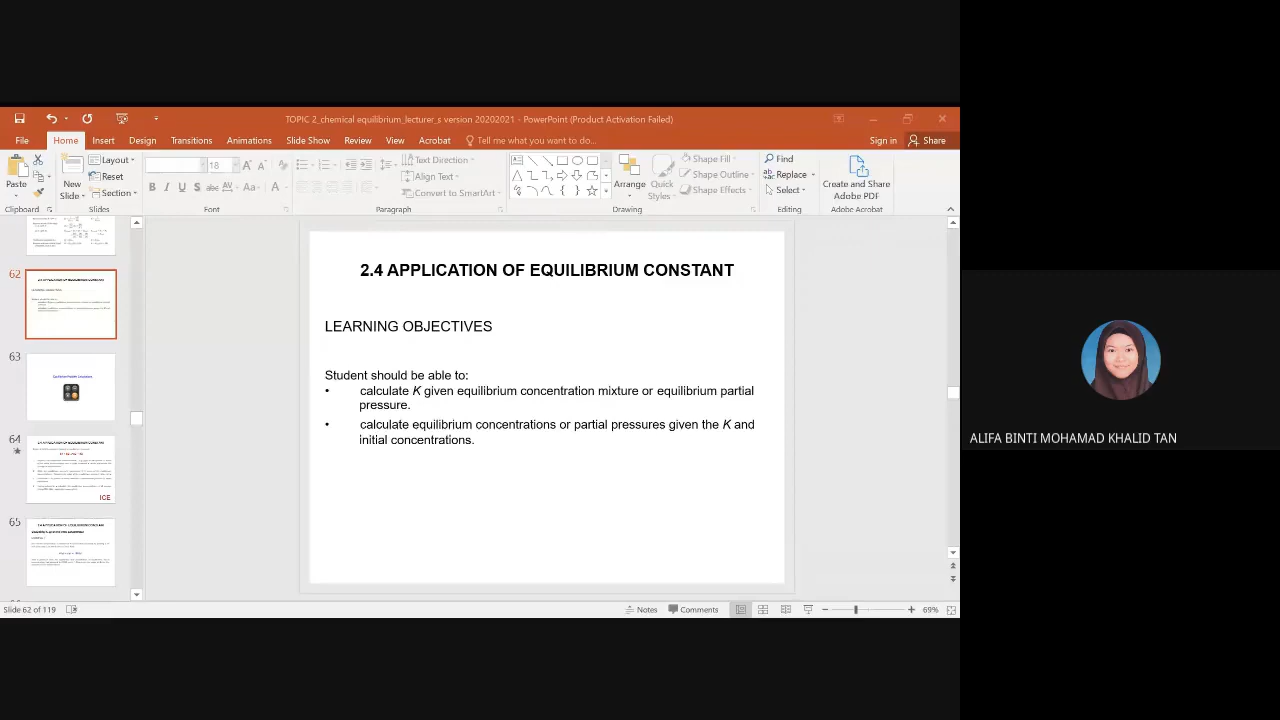 TOPIC 2_chemical equilibrium_lecturer_s version 20202021 - PowerPoint (Product Activation Failed)
File Home Insert Design Transitions Animations Slide Show Review View Acrobat Tell me what you want to do... Sign in Share
Paste
Clipboard
New Slide
Layout
Reset
Section
Slides
18
Font
Text Direction
Align Text
Convert to SmartArt
Paragraph
Arrange
Quick Styles
Shape Fill
Shape Outline
Shape Effects
Drawing
Find
Replace
Select
Editing
Create and Share Adobe PDF
Adobe Acrobat
62
63
64
ICE
65
2.4 APPLICATION OF EQUILIBRIUM CONSTANT
LEARNING OBJECTIVES
Student should be able to:
• calculate K given equilibrium concentration mixture or equilibrium partial
pressure.
• calculate equilibrium concentrations or partial pressures given the K and
initial concentrations.
ALIFA BINTI MOHAMAD KHALID TAN
Slide 62 of 119 Notes Comments 69%